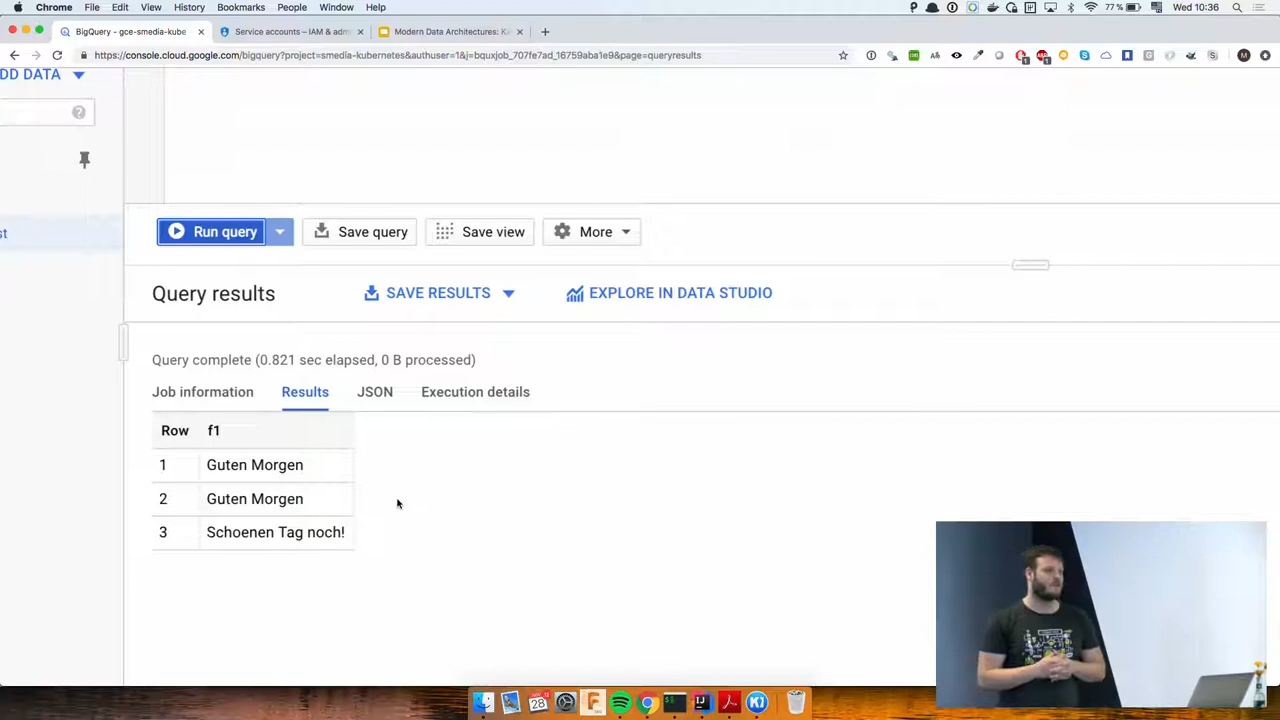 Chrome File Edit View History Bookmarks People Window Help 77 % Wed 10:36
BigQuery - gce-smedia-kube Service accounts – IAM & adm Modern Data Architectures: Ka
https://console.cloud.google.com/bigquery?project=smedia-kubernetes&authuser=1&j=bquxjob_707fe7ad_16759aba1e9&page=queryresults
DD DATA
st
Run query Save query Save view More
Query results SAVE RESULTS EXPLORE IN DATA STUDIO
Query complete (0.821 sec elapsed, 0 B processed)
Job information Results JSON Execution details
Row f1
1 Guten Morgen
2 Guten Morgen
3 Schoenen Tag noch!
28